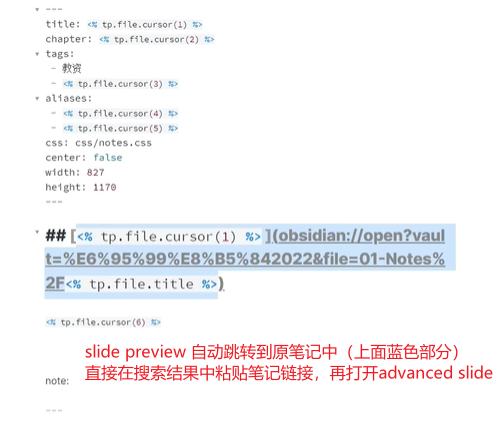 ---
title: <% tp.file.cursor(1) %>
chapter: <% tp.file.cursor(2) %>
tags:
- 教资
- <% tp.file.cursor(3) %>
aliases:
- <% tp.file.cursor(4) %>
- <% tp.file.cursor(5) %>
css: css/notes.css
center: false
width: 827
height: 1170
---
## [<% tp.file.cursor(1) %> ](obsidian://open?vaul
t=%E6%95%99%E8%B5%842022&file=01-Notes%
2F<% tp.file.title %>)
<% tp.file.cursor(6) %>
slide preview 自动跳转到原笔记中（上面蓝色部分）
直接在搜索结果中粘贴笔记链接，再打开advanced slide
note:
---